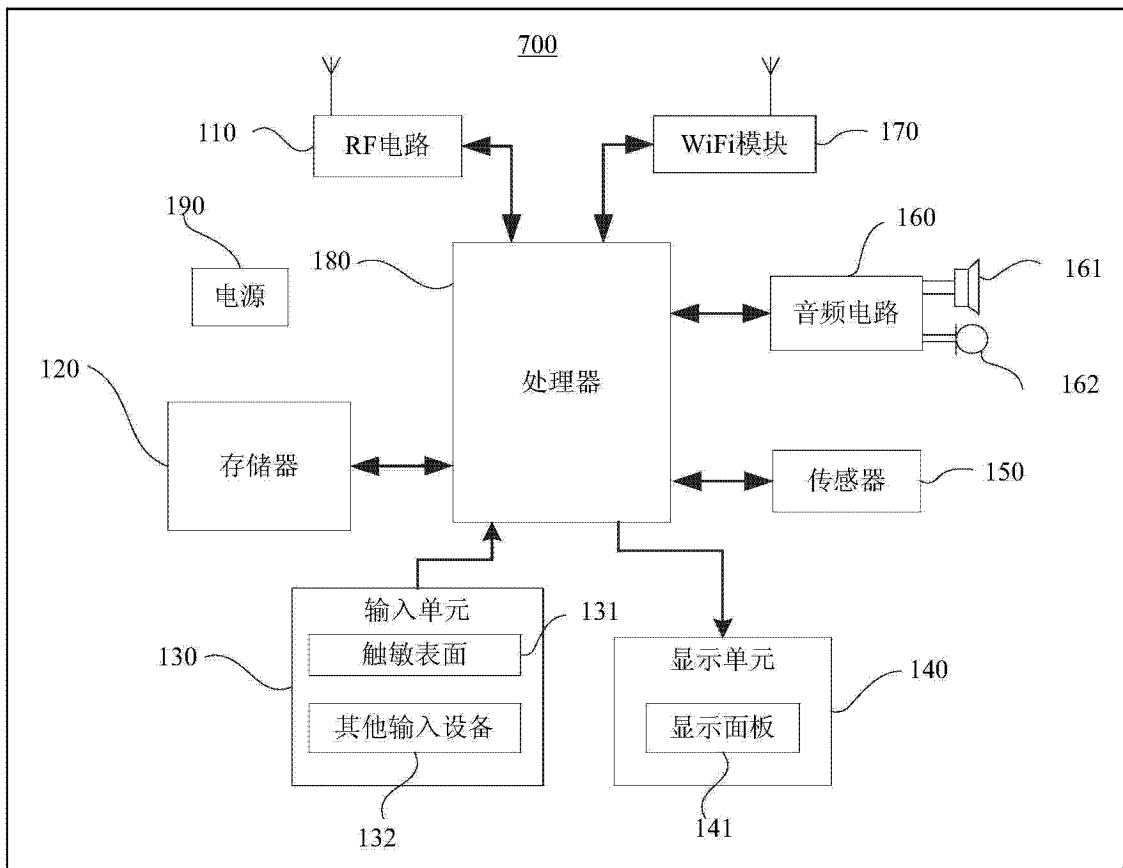 700
110
RF电路
WiFi模块
170
190
电源
180
处理器
160
音频电路
161
162
120
存储器
传感器
150
输入单元
130
触敏表面
131
其他输入设备
132
显示单元
140
显示面板
141